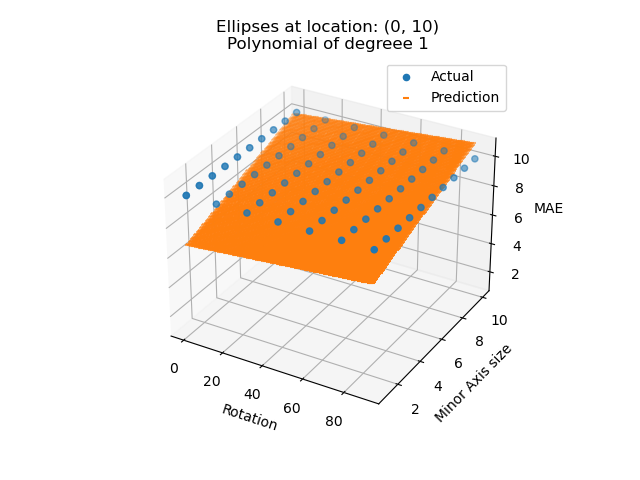 Ellipses at location: (0, 10)
Polynomial of degreee 1
Actual
Prediction
10
8
6
4
2
MAE
10
8
6
4
2
Minor Axis size
0
20
40
60
80
Rotation